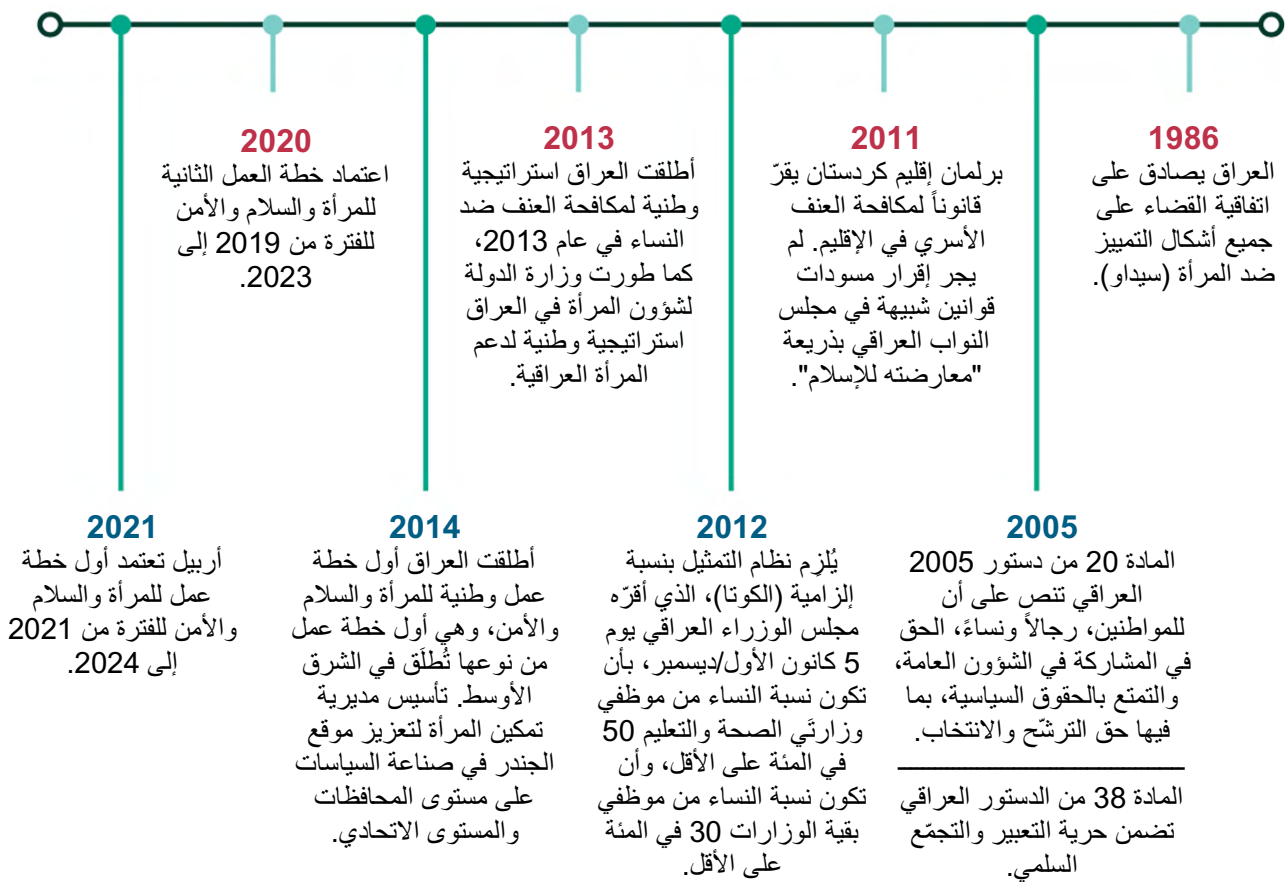 1986
العراق يصادق على
اتفاقية القضاء على
جميع أشكال التمييز
ضد المرأة (سيداو).
2005
المادة 20 من دستور 2005
العراقي تنص على أن
للمواطنين، رجالاً ونساءً، الحق
في المشاركة في الشؤون العامة،
والتمتع بالحقوق السياسية، بما
فيها حق الترشّح والانتخاب.
المادة 38 من الدستور العراقي
تضمن حرية التعبير والتجمّع
السلمي.
2011
برلمان إقليم كردستان يقرّ
قانوناً لمكافحة العنف
الأسري في الإقليم. لم
يجر إقرار مسودات
قوانين شبيهة في مجلس
النواب العراقي بذريعة
"معارضته للإسلام".
2012
يُلزِم نظام التمثيل بنسبة
إلزامية (الكوتا)، الذي أقرّه
مجلس الوزراء العراقي يوم
5 كانون الأول/ديسمبر، بأن
تكون نسبة النساء من موظفي
وزارتَي الصحة والتعليم 50
في المئة على الأقل، وأن
تكون نسبة النساء من موظفي
بقية الوزارات 30 في المئة
على الأقل.
2013
أطلقت العراق استراتيجية
وطنية لمكافحة العنف ضد
النساء في عام 2013،
كما طورت وزارة الدولة
لشؤون المرأة في العراق
استراتيجية وطنية لدعم
المرأة العراقية.
2014
أطلقت العراق أول خطة
عمل وطنية للمرأة والسلام
والأمن، وهي أول خطة عمل
من نوعها تُطلَق في الشرق
الأوسط. تأسيس مديرية
تمكين المرأة لتعزيز موقع
الجندر في صناعة السياسات
على مستوى المحافظات
والمستوى الاتحادي.
2020
اعتماد خطة العمل الثانية
للمرأة والسلام والأمن
للفترة من 2019 إلى
2023.
2021
أربيل تعتمد أول خطة
عمل للمرأة والسلام
والأمن للفترة من 2021
إلى 2024.